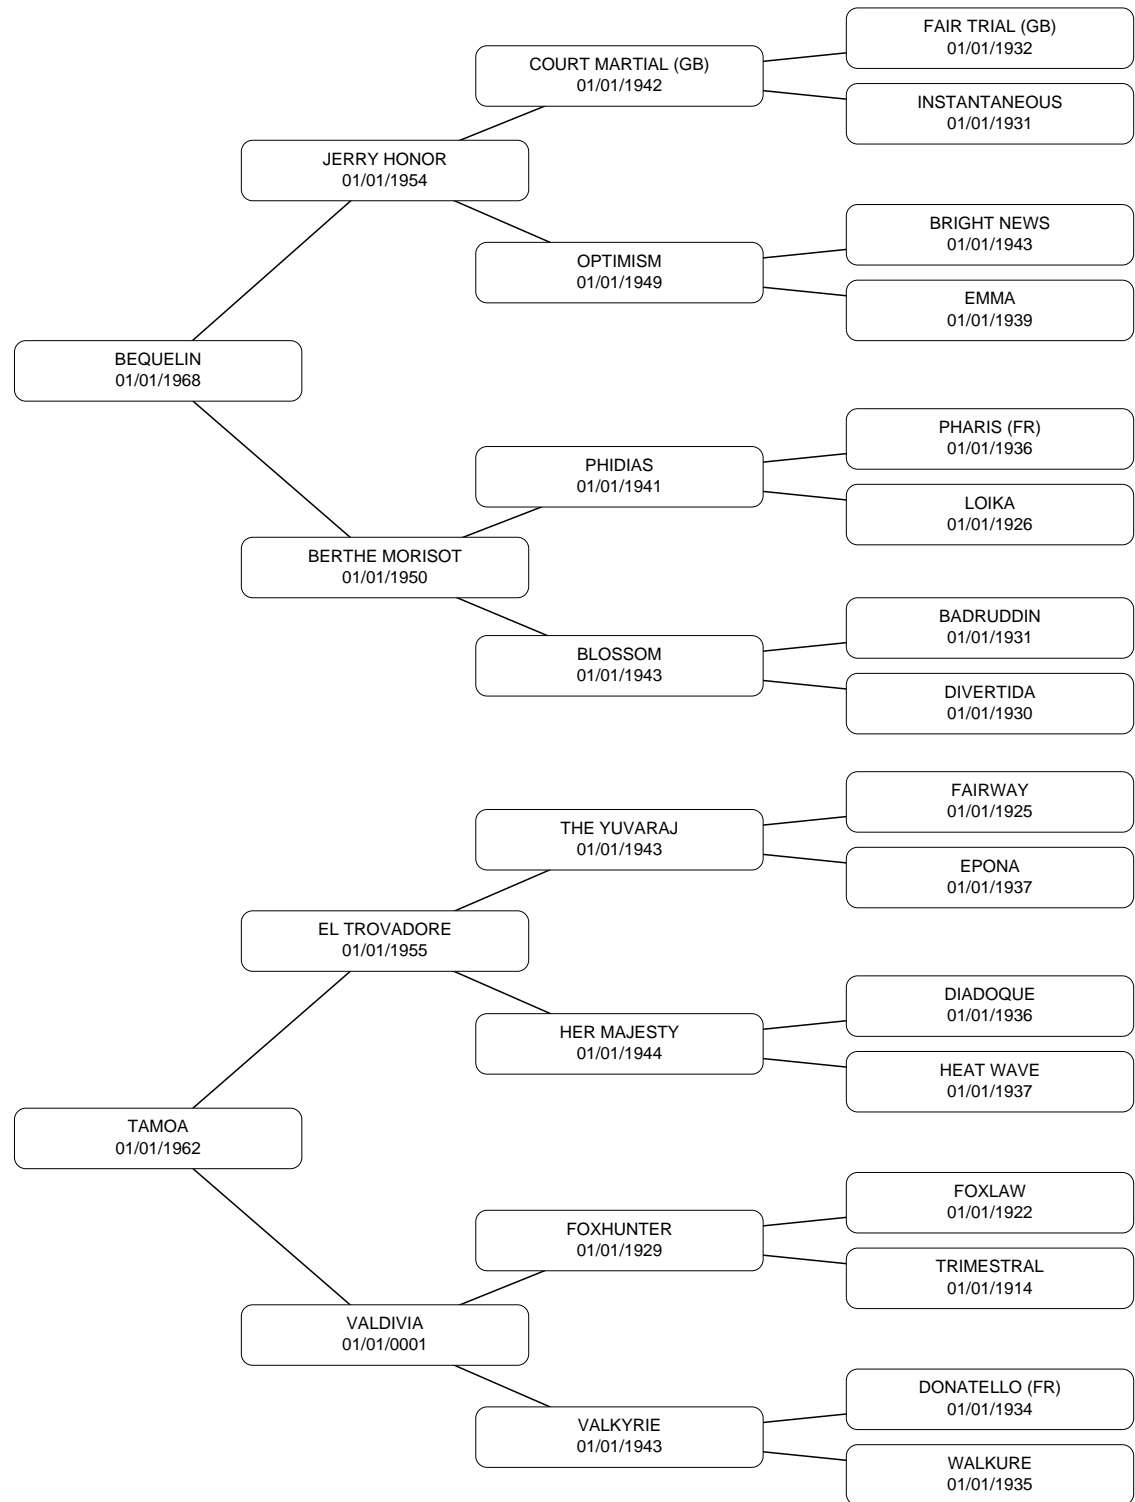 FAIR TRIAL (GB)
01/01/1932
COURT MARTIAL (GB)
01/01/1942
INSTANTANEOUS
01/01/1931
JERRY HONOR
01/01/1954
BRIGHT NEWS
01/01/1943
OPTIMISM
01/01/1949
EMMA
01/01/1939
BEQUELIN
01/01/1968
PHARIS (FR)
01/01/1936
PHIDIAS
01/01/1941
LOIKA
01/01/1926
BERTHE MORISOT
01/01/1950
BADRUDDIN
01/01/1931
BLOSSOM
01/01/1943
DIVERTIDA
01/01/1930
FAIRWAY
01/01/1925
THE YUVARAJ
01/01/1943
EPONA
01/01/1937
EL TROVADORE
01/01/1955
DIADOQUE
01/01/1936
HER MAJESTY
01/01/1944
HEAT WAVE
01/01/1937
TAMOA
01/01/1962
FOXLAW
01/01/1922
FOXHUNTER
01/01/1929
TRIMESTRAL
01/01/1914
VALDIVIA
01/01/0001
DONATELLO (FR)
01/01/1934
VALKYRIE
01/01/1943
WALKURE
01/01/1935